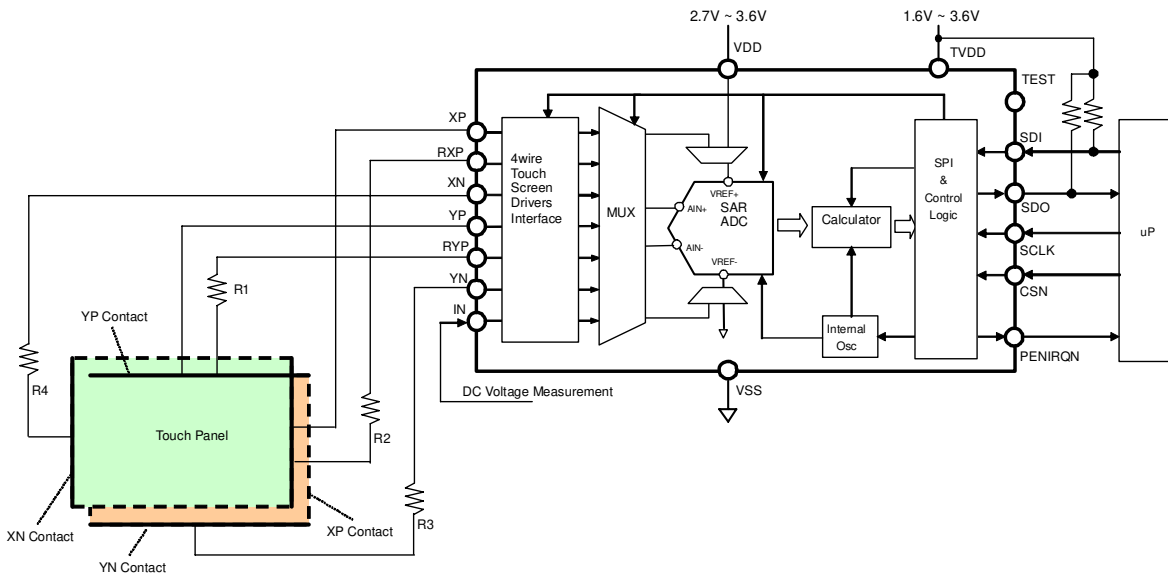 2.7V ~ 3.6V
1.6V ~ 3.6V
VDD
TVDD
TEST
XP
RXP
XN
YP
RYP
YN
IN
4wire
Touch
Screen
Drivers
Interface
MUX
VREF+
AIN+
SAR
ADC
AIN-
VREF-
Calculator
Internal
Osc
SPI
&
Control
Logic
SDI
SDO
SCLK
CSN
PENIRQN
uP
VSS
DC Voltage Measurement
R1
R2
R3
R4
YP Contact
Touch Panel
XN Contact
YN Contact
XP Contact